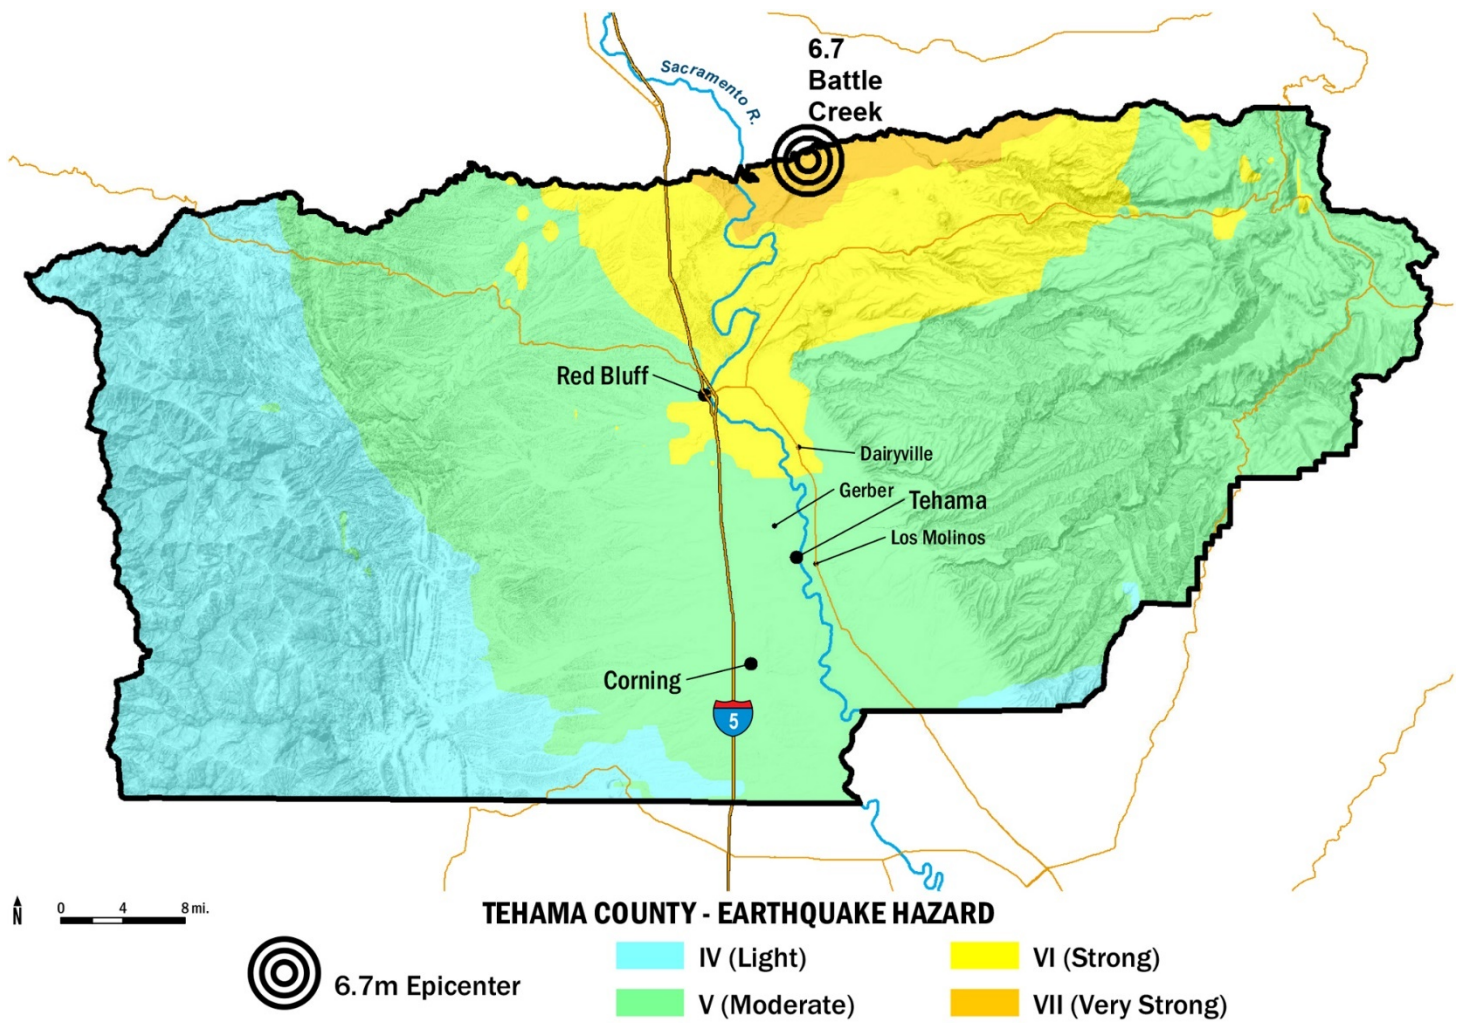 6.7
Battle
Creek
Sacramento R.
Red Bluff
Dairyville
Gerber
Tehama
Los Molinos
Corning
5
N
0 4 8 mi.
TEHAMA COUNTY - EARTHQUAKE HAZARD
6.7m Epicenter
IV (Light)
V (Moderate)
VI (Strong)
VII (Very Strong)